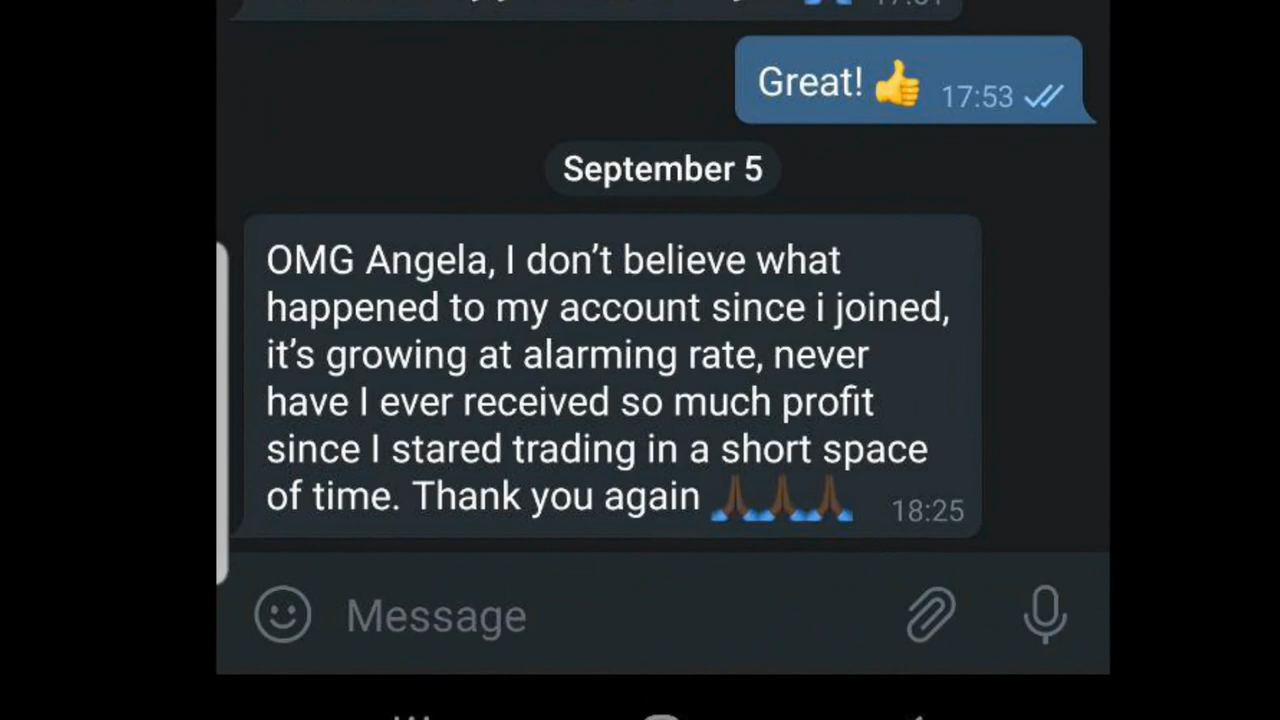 Great! 👍 17:53
September 5
OMG Angela, I don't believe what
happened to my account since i joined,
it's growing at alarming rate, never
have I ever received so much profit
since I stared trading in a short space
of time. Thank you again 🙏🏾🙏🏾🙏🏾 18:25
Message